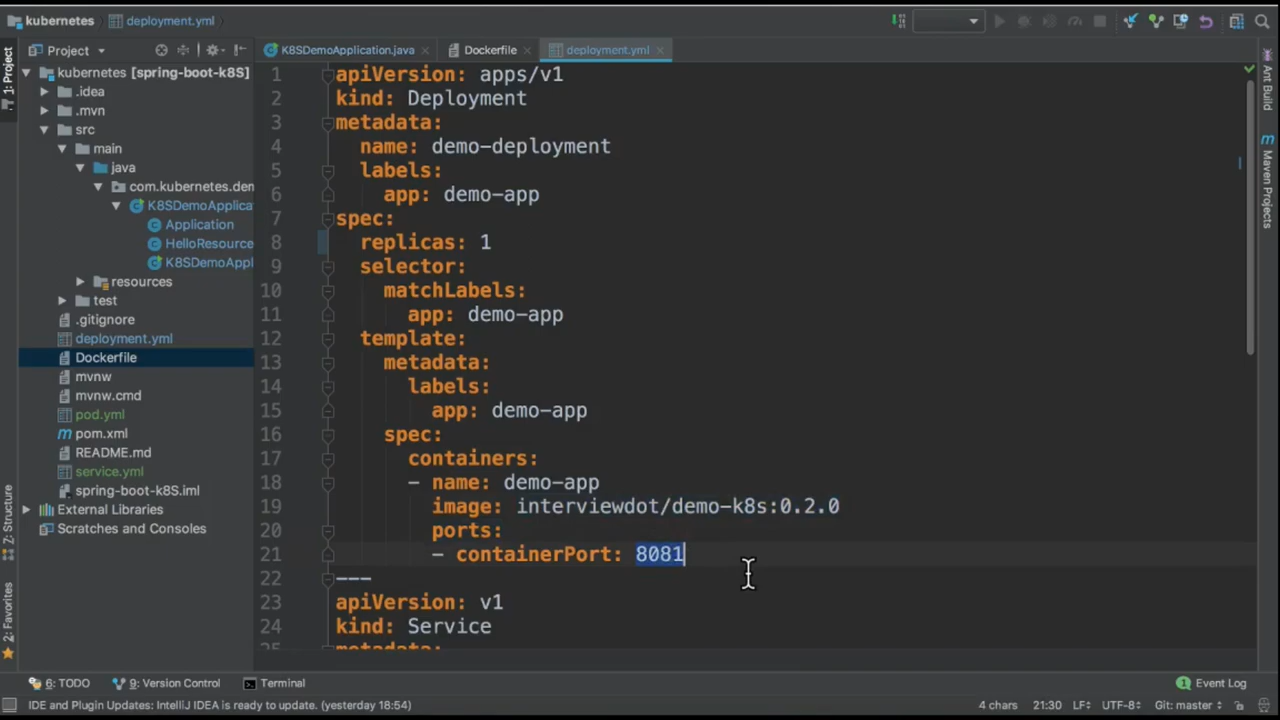 kubernetes deployment.yml
1: Project
Project
K8SDemoApplication.java Dockerfile deployment.yml
kubernetes [spring-boot-k8S]
.idea
.mvn
src
main
java
com.kubernetes.dem
K8SDemoApplica
Application
HelloResource
K8SDemoAppl
resources
test
.gitignore
deployment.yml
Dockerfile
mvnw
mvnw.cmd
pod.yml
pom.xml
README.md
service.yml
spring-boot-k8S.iml
External Libraries
Scratches and Consoles
1 apiVersion: apps/v1
2 kind: Deployment
3 metadata:
4 name: demo-deployment
5 labels:
6 app: demo-app
7 spec:
8 replicas: 1
9 selector:
10 matchLabels:
11 app: demo-app
12 template:
13 metadata:
14 labels:
15 app: demo-app
16 spec:
17 containers:
18 - name: demo-app
19 image: interviewdot/demo-k8s:0.2.0
20 ports:
21 - containerPort: 8081
22 ---
23 apiVersion: v1
24 kind: Service
25 metadata:
Ant Build
Maven Projects
Z: Structure
2: Favorites
6: TODO 9: Version Control Terminal 1 Event Log
IDE and Plugin Updates: IntelliJ IDEA is ready to update. (yesterday 18:54) 4 chars 21:30 LF UTF-8 Git: master